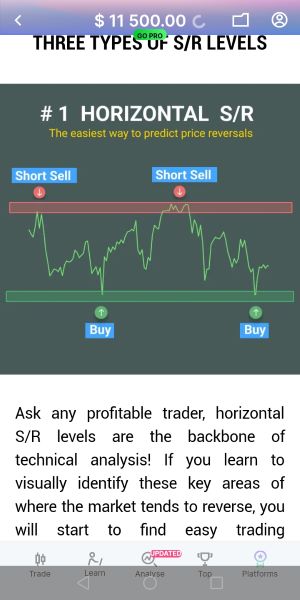 $ 11 500.00
GO PRO
THREE TYPES OF S/R LEVELS
# 1 HORIZONTAL S/R
The easiest way to predict price reversals
Short Sell
Short Sell
Buy
Buy
Ask any profitable trader, horizontal
S/R levels are the backbone of
technical analysis! If you learn to
visually identify these key areas of
where the market tends to reverse, you
will start to find easy trading
UPDATED
Trade
Learn
Analyse
Top
Platforms